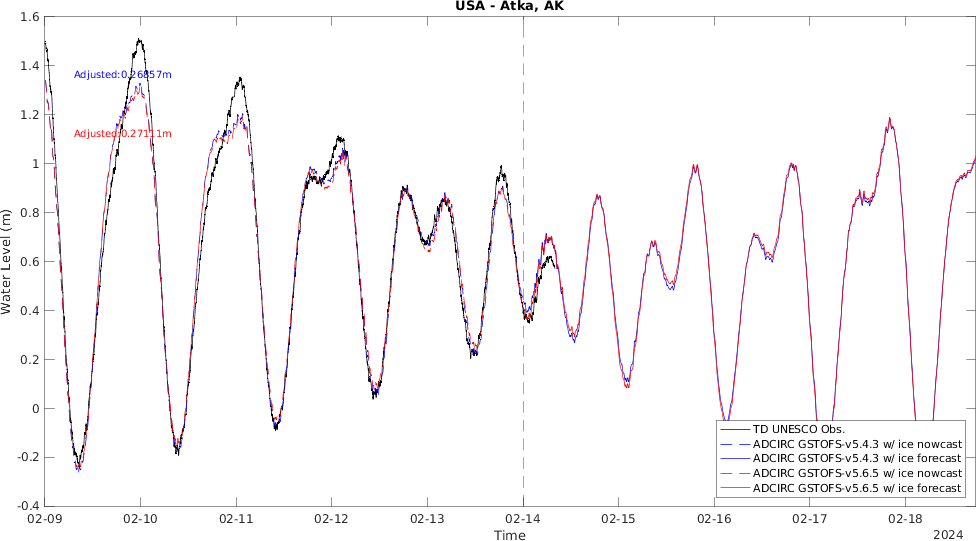 USA - Atka, AK
1.6
1.4
1.2
1
0.8
0.6
0.4
0.2
0
-0.2
-0.4
Water Level (m)
Adjusted:0.26857m
Adjusted:0.27111m
TD UNESCO Obs.
ADCIRC GSTOFS-v5.4.3 w/ ice nowcast
ADCIRC GSTOFS-v5.4.3 w/ ice forecast
ADCIRC GSTOFS-v5.6.5 w/ ice nowcast
ADCIRC GSTOFS-v5.6.5 w/ ice forecast
02-09 02-10 02-11 02-12 02-13 02-14 02-15 02-16 02-17 02-18
Time
2024